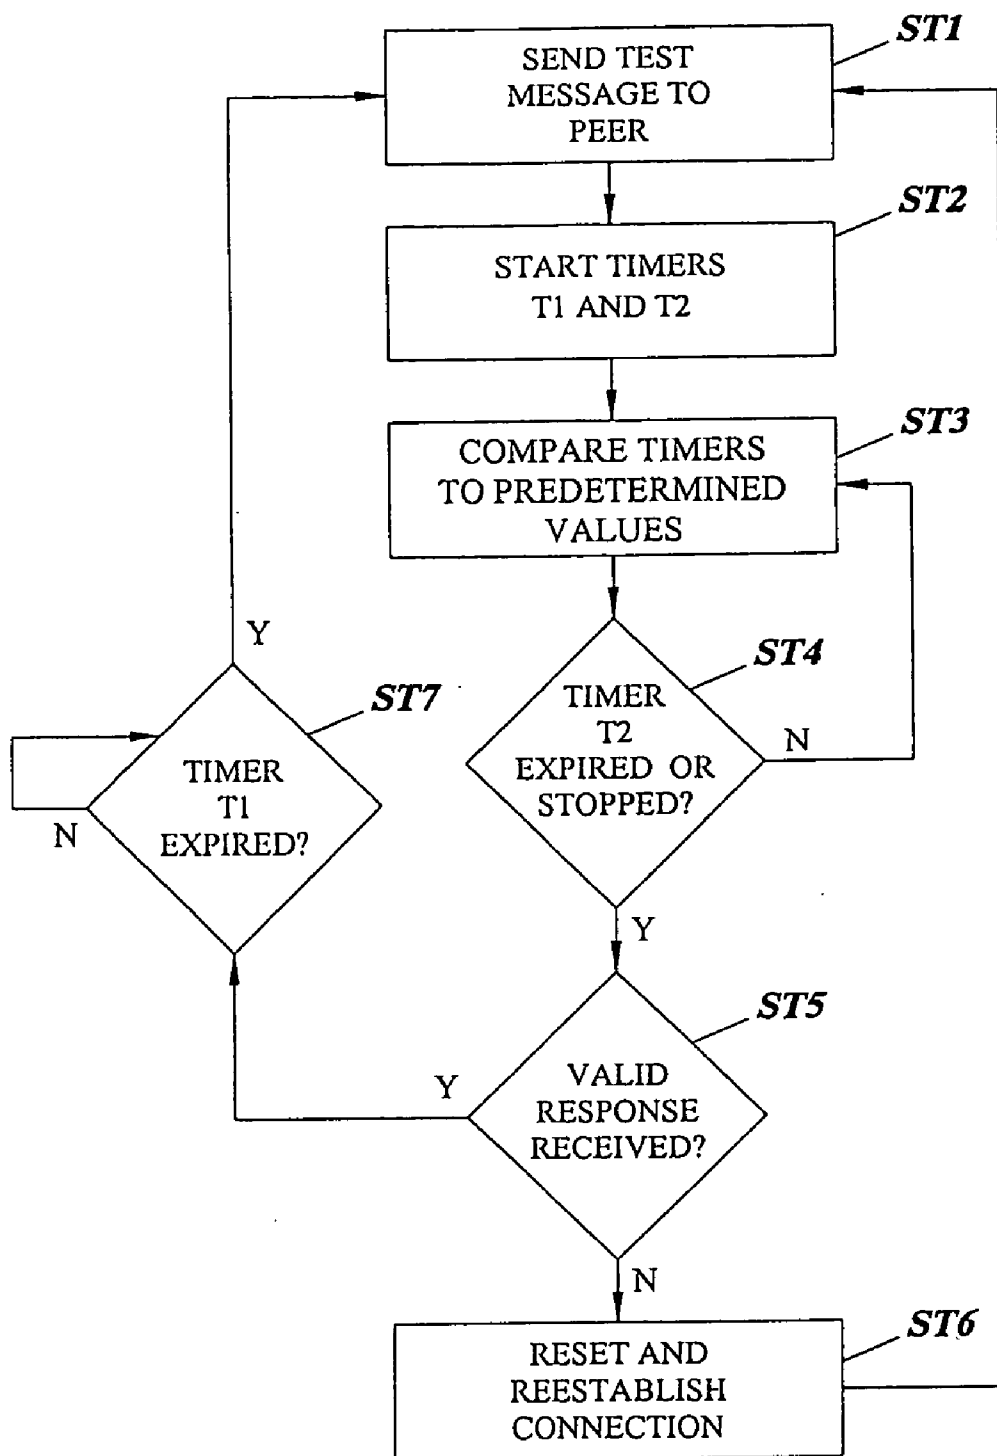 ST1
SEND TEST
MESSAGE TO
PEER
ST2
START TIMERS
T1 AND T2
ST3
COMPARE TIMERS
TO PREDETERMINED
VALUES
ST4
TIMER
T2
EXPIRED OR
STOPPED?
N
Y
ST7
TIMER
T1
EXPIRED?
Y
N
ST5
VALID
RESPONSE
RECEIVED?
Y
N
ST6
RESET AND
REESTABLISH
CONNECTION